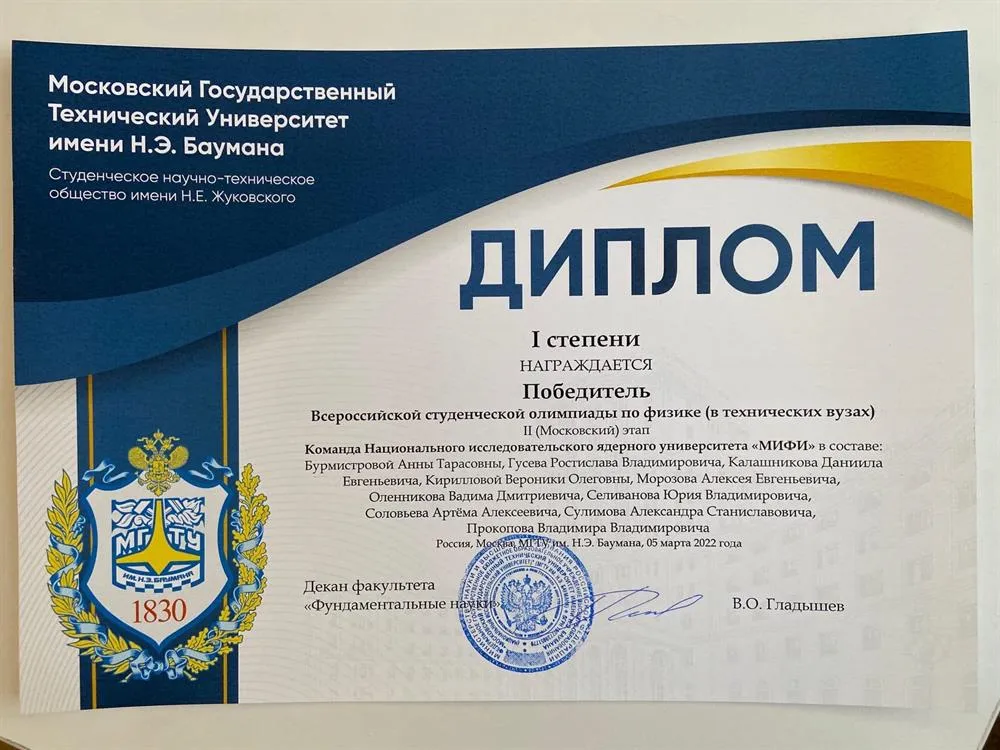 Московский Государственный
Технический Университет
имени Н.Э. Баумана
Студенческое научно-техническое
общество имени Н.Е. Жуковского
ДИПЛОМ
I степени
НАГРАЖДАЕТСЯ
Победитель
Всероссийской студенческой олимпиады по физике (в технических вузах)
II (Московский) этап
Команда Национального исследовательского ядерного университета «МИФИ» в составе:
Бурмистровой Анны Тарасовны, Гусева Ростислава Владимировича, Калашникова Даниила
Евгеньевича, Кирилловой Вероники Олеговны, Морозова Алексея Евгеньевича,
Оленникова Вадима Дмитриевича, Селиванова Юрия Владимировича,
Соловьева Артёма Алексеевича, Сулимова Александра Станиславовича,
Прокопова Владимира Владимировича
Россия, Москва, МГТУ им. Н.Э. Баумана, 05 марта 2022 года
МГТУ
ИМ. Н.Э. БАУМАНА
1830
Декан факультета
«Фундаментальные науки»
В.О. Гладышев